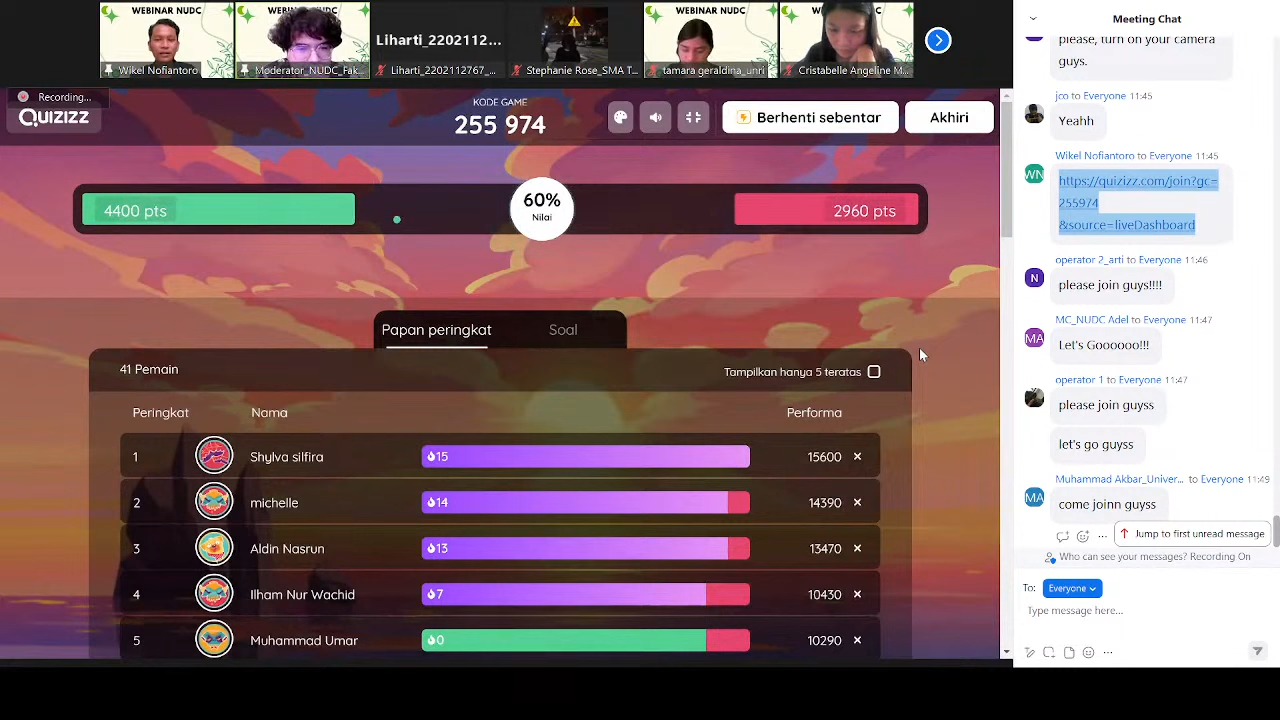 WEBINAR NUDC
WEBINAR NUDC
WEBINAR NUDC
WEBINAR NUDC
Liharti_2202112...
Wikel Nofiantoro
Moderator_NUDC_Fak...
Liharti_2202112767_...
Stephanie Rose_SMA T...
tamara geraldina_unri
Cristabelle Angeline M...
Recording...
QUIZIZZ
KODE GAME
255 974
Berhenti sebentar
Akhiri
4400 pts
60%
Nilai
2960 pts
Papan peringkat
Soal
41 Pemain
Tampilkan hanya 5 teratas
Peringkat
Nama
Performa
1
Shylva silfira
15
15600
2
michelle
14
14390
3
Aldin Nasrun
13
13470
4
Ilham Nur Wachid
7
10430
5
Muhammad Umar
0
10290
Meeting Chat
please, turn on your camera
guys.
jco to Everyone 11:45
Yeahh
Wikel Nofiantoro to Everyone 11:45
WN
https://quizizz.com/join?gc=
255974
&source=liveDashboard
operator 2_arti to Everyone 11:46
N
please join guys!!!!
MC_NUDC Adel to Everyone 11:47
MA
Let's Goooooo!!!
operator 1 to Everyone 11:47
please join guyss
let's go guyss
Muhammad Akbar_Univer... to Everyone 11:49
MA
come joinn guyss
Jump to first unread message
Who can see your messages? Recording On
To: Everyone
Type message here...